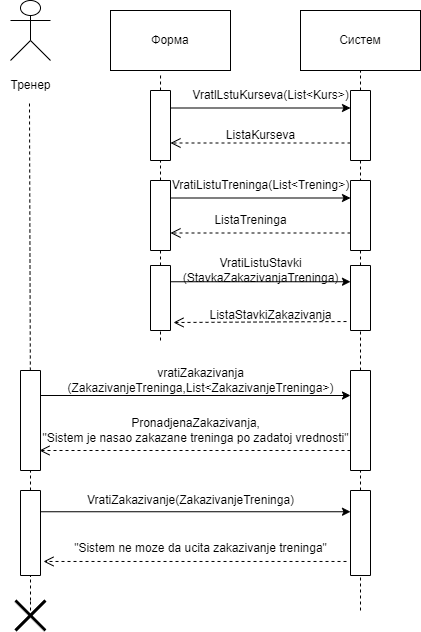 Форма
Систем
Тренер
VratILstuKurseva(List<Kurs>)
ListaKurseva
VratiListuTreninga(List<Trening>)
ListaTreninga
VratiListuStavki
(StavkaZakazivanjaTreninga)
ListaStavkiZakazivanja
vratiZakazivanja
(ZakazivanjeTreninga,List<ZakazivanjeTreninga>)
PronadjenaZakazivanja,
"Sistem je nasao zakazane treninga po zadatoj vrednosti"
VratiZakazivanje(ZakazivanjeTreninga)
"Sistem ne moze da ucita zakazivanje treninga"